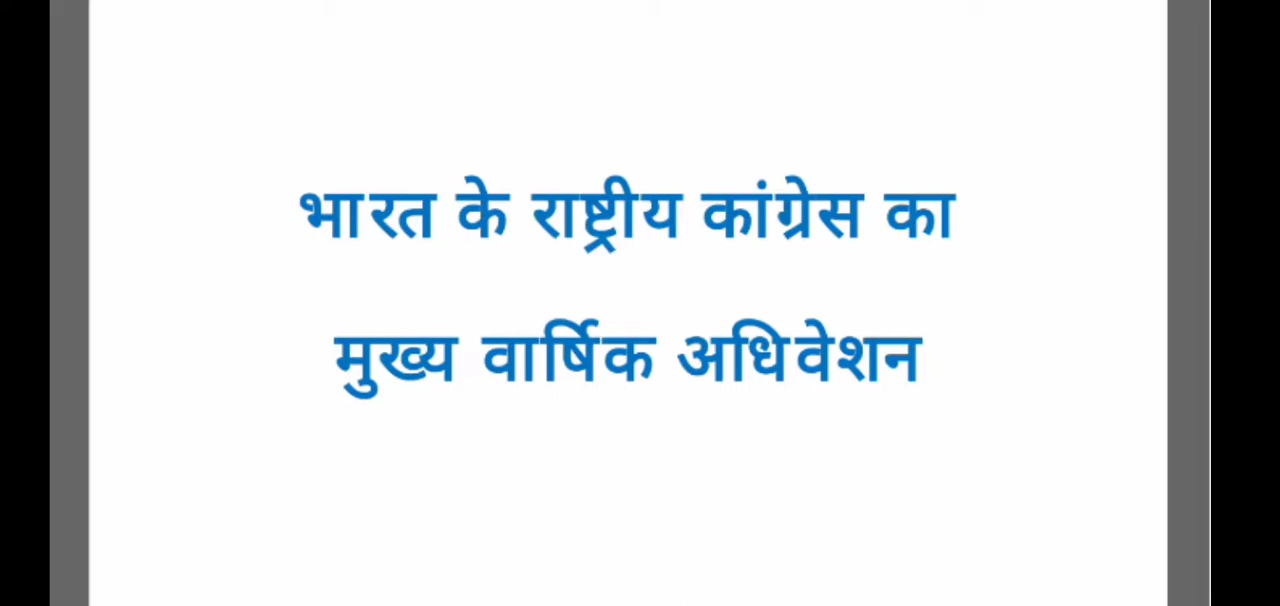 भारत के राष्ट्रीय कांग्रेस का
मुख्य वार्षिक अधिवेशन